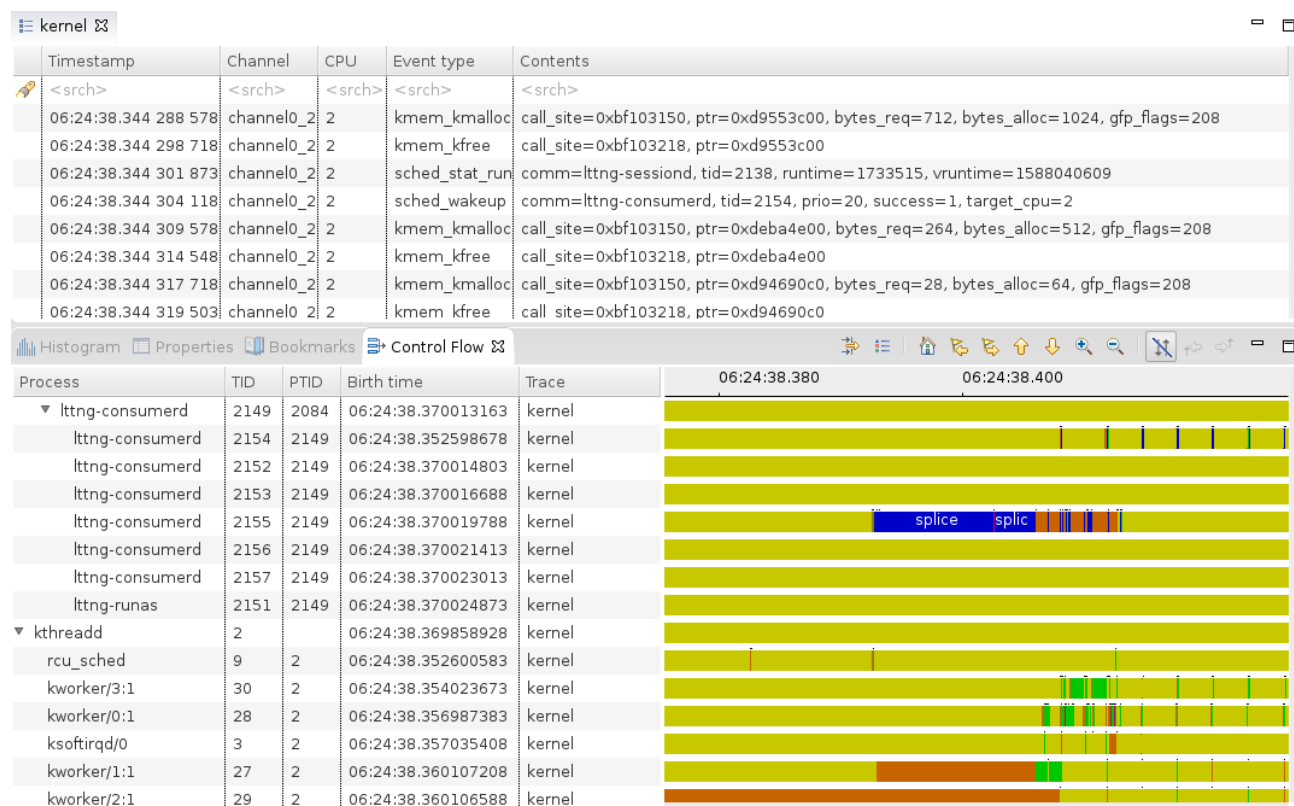 kernel
Timestamp Channel CPU Event type Contents
<srch> <srch> <srch> <srch> <srch>
06:24:38.344 288 578 channel0_2 2 kmem_kmalloc call_site=0xbf103150, ptr=0xd9553c00, bytes_req=712, bytes_alloc=1024, gfp_flags=208
06:24:38.344 298 718 channel0_2 2 kmem_kfree call_site=0xbf103218, ptr=0xd9553c00
06:24:38.344 301 873 channel0_2 2 sched_stat_run comm=lttng-sessiond, tid=2138, runtime=1733515, vruntime=1588040609
06:24:38.344 304 118 channel0_2 2 sched_wakeup comm=lttng-consumerd, tid=2154, prio=20, success=1, target_cpu=2
06:24:38.344 309 578 channel0_2 2 kmem_kmalloc call_site=0xbf103150, ptr=0xdeba4e00, bytes_req=264, bytes_alloc=512, gfp_flags=208
06:24:38.344 314 548 channel0_2 2 kmem_kfree call_site=0xbf103218, ptr=0xdeba4e00
06:24:38.344 317 718 channel0_2 2 kmem_kmalloc call_site=0xbf103150, ptr=0xd94690c0, bytes_req=28, bytes_alloc=64, gfp_flags=208
06:24:38.344 319 503 channel0_2 2 kmem_kfree call_site=0xbf103218, ptr=0xd94690c0
Histogram Properties Bookmarks Control Flow
Process TID PTID Birth time Trace 06:24:38.380 06:24:38.400
lttng-consumerd 2149 2084 06:24:38.370013163 kernel
lttng-consumerd 2154 2149 06:24:38.352598678 kernel
lttng-consumerd 2152 2149 06:24:38.370014803 kernel
lttng-consumerd 2153 2149 06:24:38.370016688 kernel
lttng-consumerd 2155 2149 06:24:38.370019788 kernel splice splic
lttng-consumerd 2156 2149 06:24:38.370021413 kernel
lttng-consumerd 2157 2149 06:24:38.370023013 kernel
lttng-runas 2151 2149 06:24:38.370024873 kernel
kthreadd 2 06:24:38.369858928 kernel
rcu_sched 9 2 06:24:38.352600583 kernel
kworker/3:1 30 2 06:24:38.354023673 kernel
kworker/0:1 28 2 06:24:38.356987383 kernel
ksoftirqd/0 3 2 06:24:38.357035408 kernel
kworker/1:1 27 2 06:24:38.360107208 kernel
kworker/2:1 29 2 06:24:38.360106588 kernel